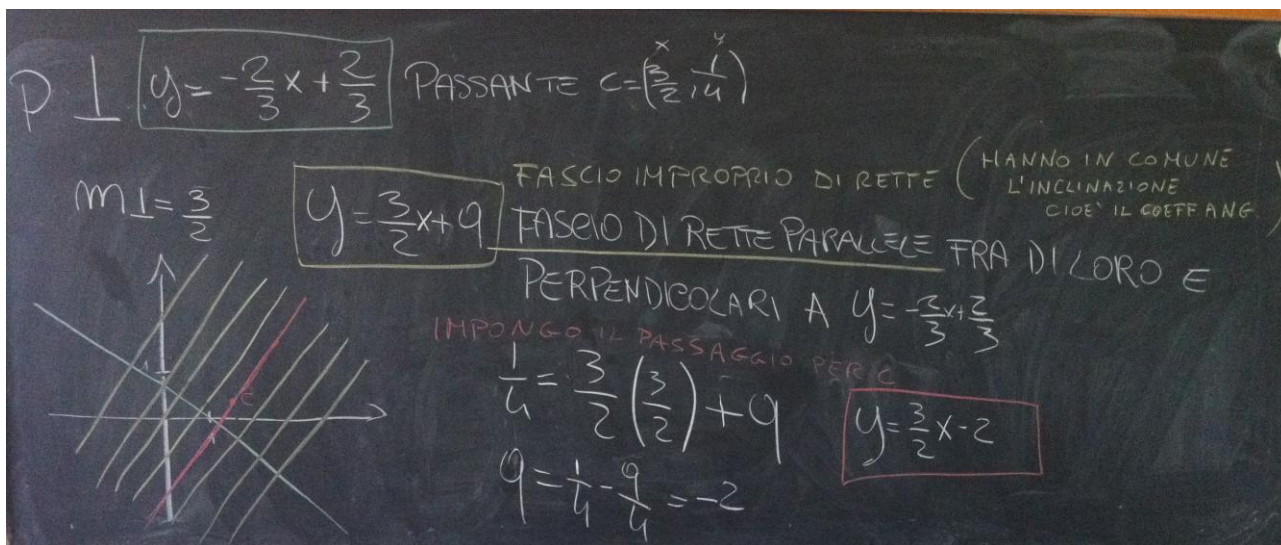 x y
p ⊥ y = -2/3 x + 2/3 PASSANTE C=(3/2, 1/4)
m⊥ = 3/2
y = 3/2 x + q
FASCIO IMPROPRIO DI RETTE (HANNO IN COMUNE
L'INCLINAZIONE
CIOE' IL COEFF ANG.)
FASCIO DI RETTE PARALLELE FRA DI LORO E
PERPENDICOLARI A y = -2/3 x + 2/3
IMPONGO IL PASSAGGIO PER C
1/4 = 3/2 (3/2) + q
q = 1/4 - 9/4 = -2
y = 3/2 x - 2
1
1
C